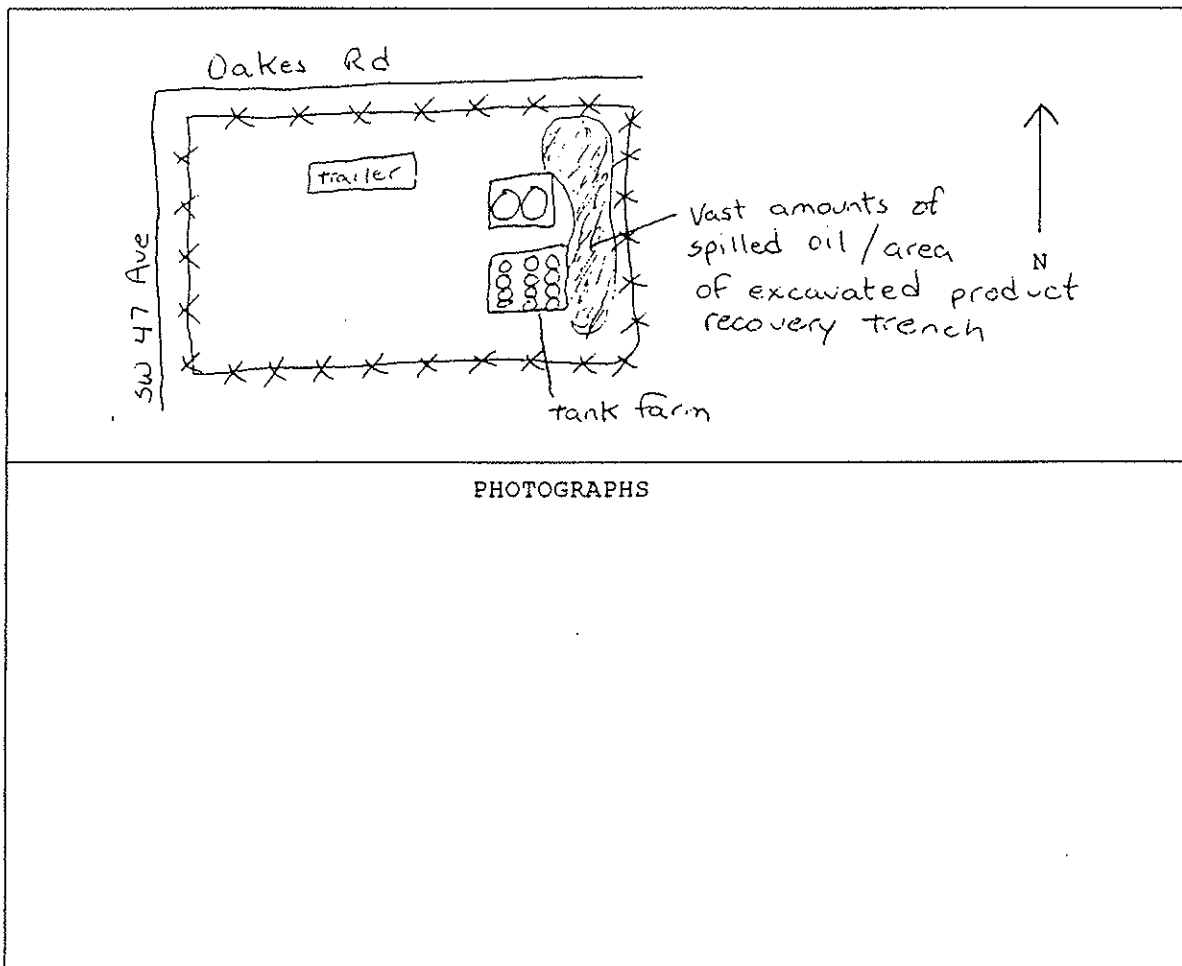 Oakes Rd
trailer
SW 47 Ave
Vast amounts of
spilled oil / area
of excavated product
recovery trench
N
tank farm
PHOTOGRAPHS